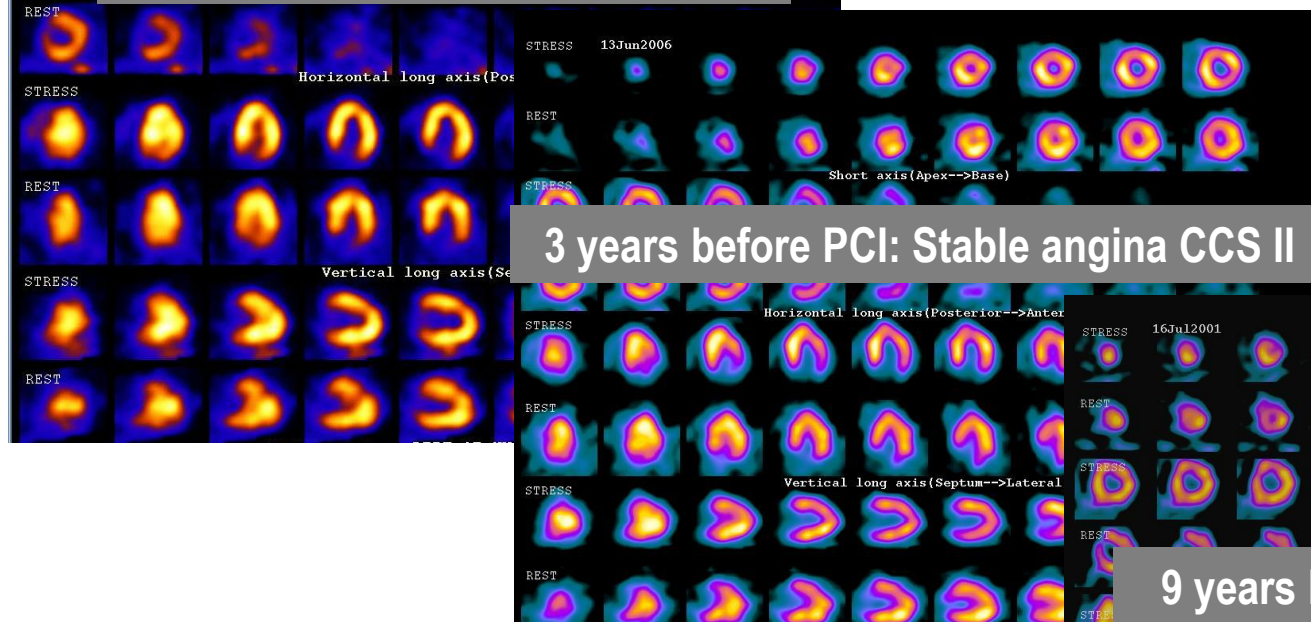 REST
Horizontal long axis(Pos
STRESS
REST
Vertical long axis(Se
STRESS
REST
STRESS 13Jun2006
REST
Short axis(Apex-->Base)
STRESS
3 years before PCI: Stable angina CCS II
Horizontal long axis(Posterior-->Anter
STRESS
REST
Vertical long axis(Septum-->Lateral
STRESS
REST
STRESS 16Jul2001
REST
STRESS
REST
9 years
STRE